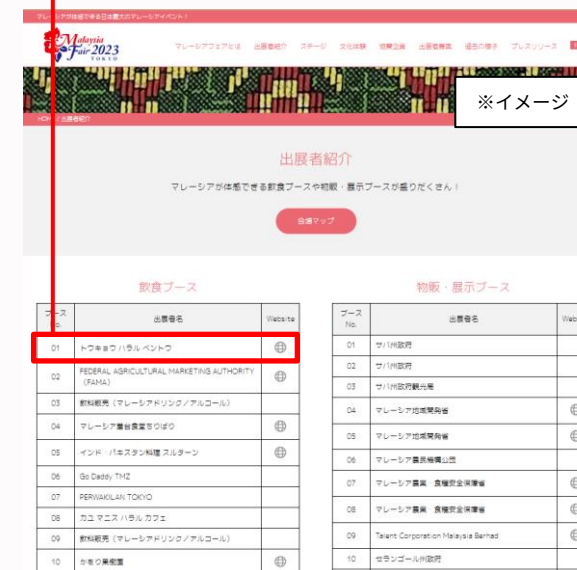 マレーシアが体感できる日本最大のマレーシアイベント!
Malaysia
Fair 2023
TOKYO
マレーシアフェアとは 出展者紹介 ステージ 文化体験 協賛企業 出展者募集 過去の様子 プレスリリース
※イメージ
HOME / 出展者紹介
出展者紹介
マレーシアが体感できる飲食ブースや物販・展示ブースが盛りだくさん!
会場マップ
飲食ブース
ブース No. 出展者名 Website
01 トウキョウ ハラル ベントウ
02 FEDERAL AGRICULTURAL MARKETING AUTHORITY
(FAMA)
03 飲料販売(マレーシアドリンク/アルコール)
04 マレーシア屋台食堂ちりばり
05 インド・パキスタン料理 スルターン
06 Go Daddy TMZ
07 PERWAKILAN TOKYO
08 カユ マニス ハラル カフェ
09 飲料販売(マレーシアドリンク/アルコール)
10 かをり果樹園
物販・展示ブース
ブース No. 出展者名
01 サバ州政府
02 サバ州政府
03 サバ州政府観光局
04 マレーシア地域開発省
05 マレーシア地域開発省
06 マレーシア農民機構公団
07 マレーシア農業・食糧安全保障省
08 マレーシア農業・食糧安全保障省
09 Talent Corporation Malaysia Berhad
10 セランゴール州政府